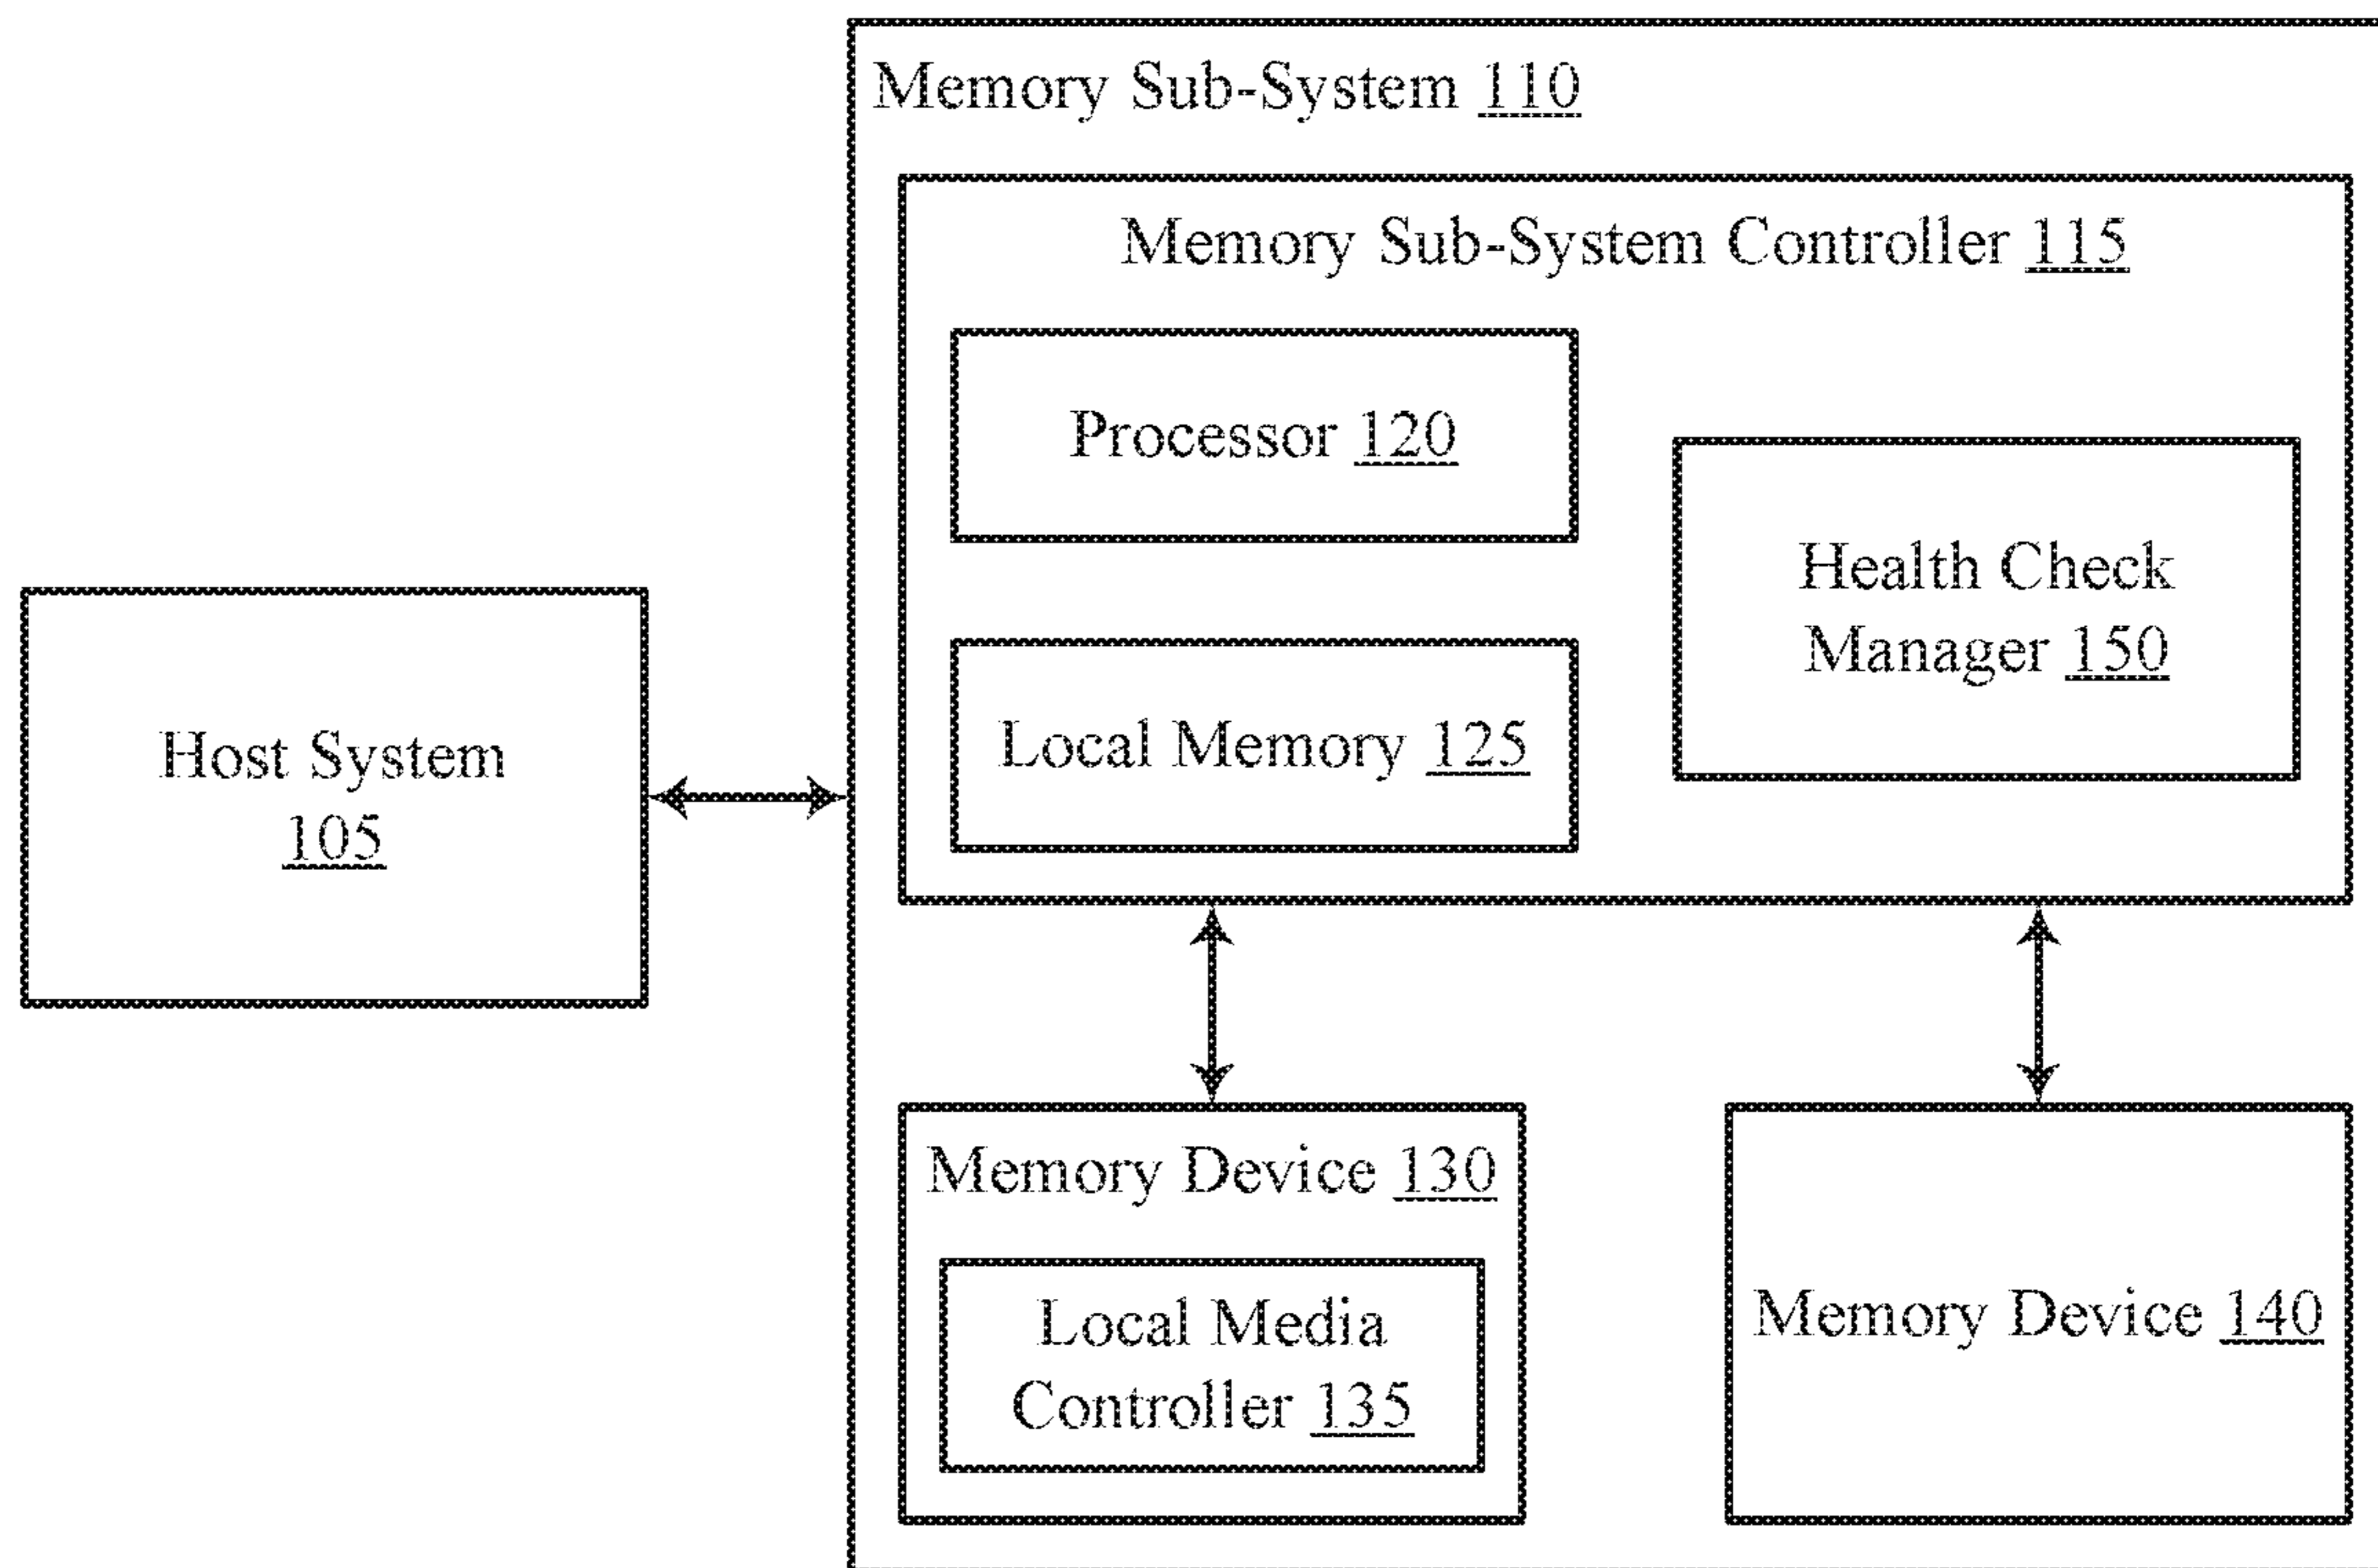 Memory Sub-System 110
Memory Sub-System Controller 115
Processor 120
Health Check
Manager 150
Local Memory 125
Host System
105
Memory Device 130
Local Media
Controller 135
Memory Device 140